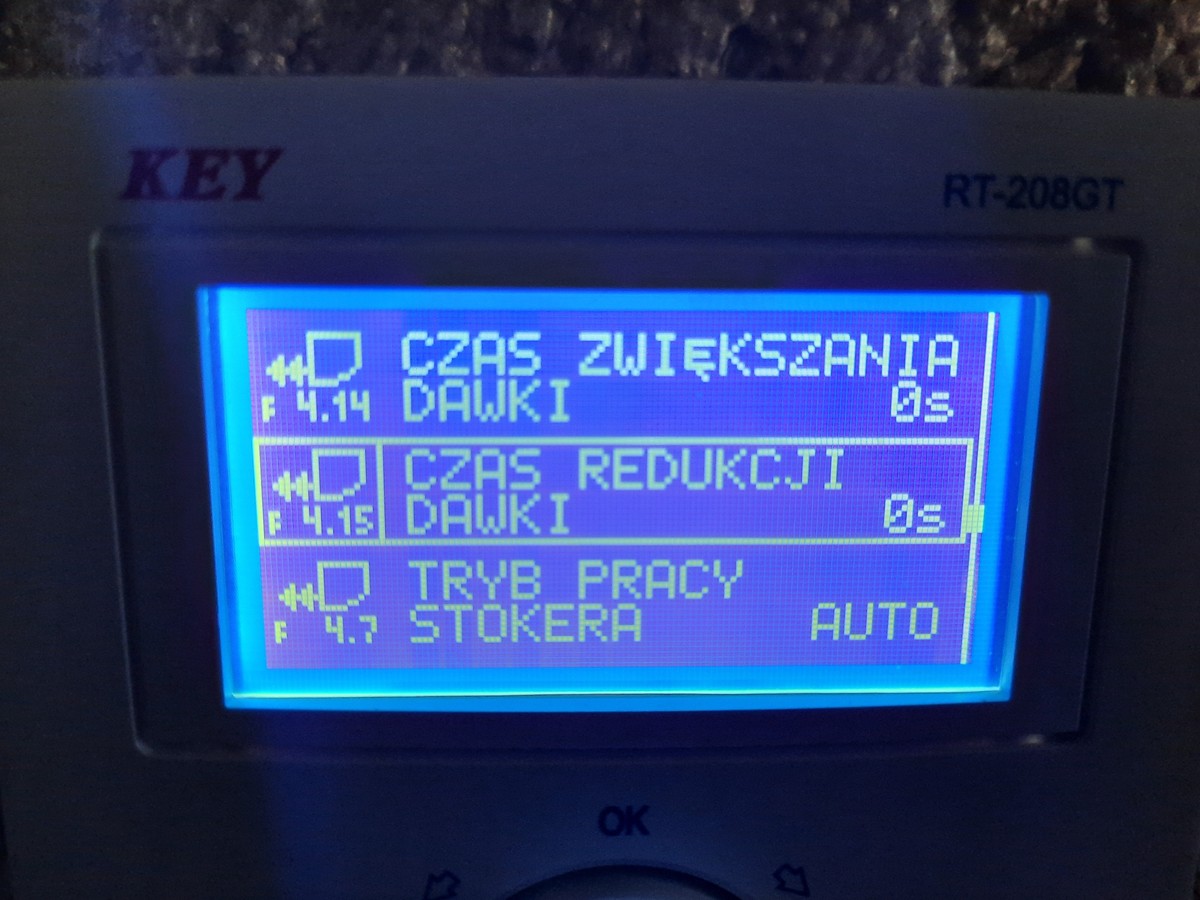 KEY
RT-208GT
CZAS ZWIĘKSZANIA
F 4.14 DAWKI 0s
CZAS REDUKCJI
F 4.15 DAWKI 0s
TRYB PRACY
F 4.7 STOKERA AUTO
OK